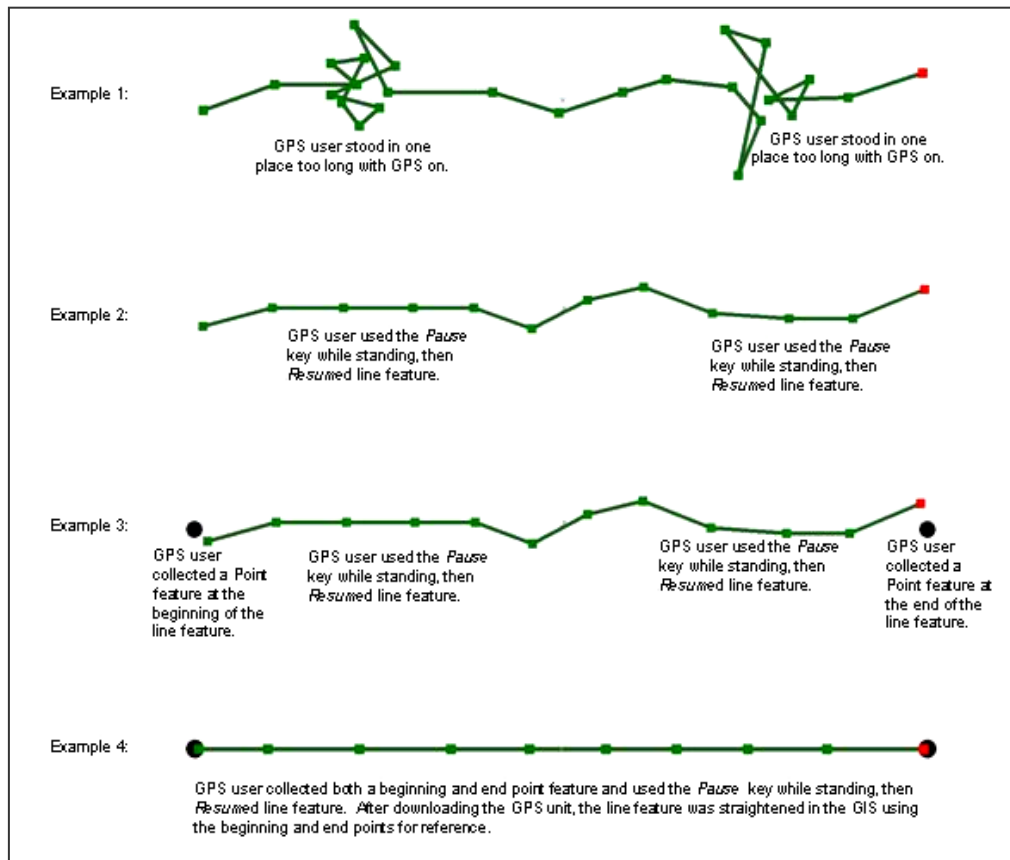 Example 1:
GPS user stood in one
place too long with GPS on.
GPS user stood in one
place too long with GPS on.
Example 2:
GPS user used the Pause
key while standing, then
Resumed line feature.
GPS user used the Pause
key while standing, then
Resumed line feature.
Example 3:
GPS user
collected a Point
feature at the
beginning of the
line feature.
GPS user used the Pause
key while standing, then
Resumed line feature.
GPS user used the Pause
key while standing, then
Resumed line feature.
GPS user
collected a
Point feature at
the end of the
line feature.
Example 4:
GPS user collected both a beginning and end point feature and used the Pause key while standing, then
Resumed line feature. After downloading the GPS unit, the line feature was straightened in the GIS using
the beginning and end points for reference.